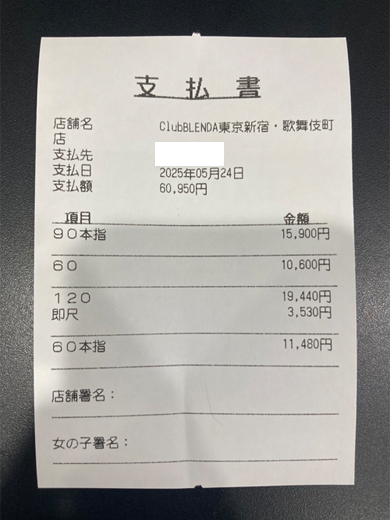 支払書
店舗名 ClubBLENDA東京新宿・歌舞伎町
店
支払先
支払日 2025年05月24日
支払額 60,950円
項目 金額
90本指 15,900円
60 10,600円
120 19,440円
即尺 3,530円
60本指 11,480円
店舗署名：
女の子署名：